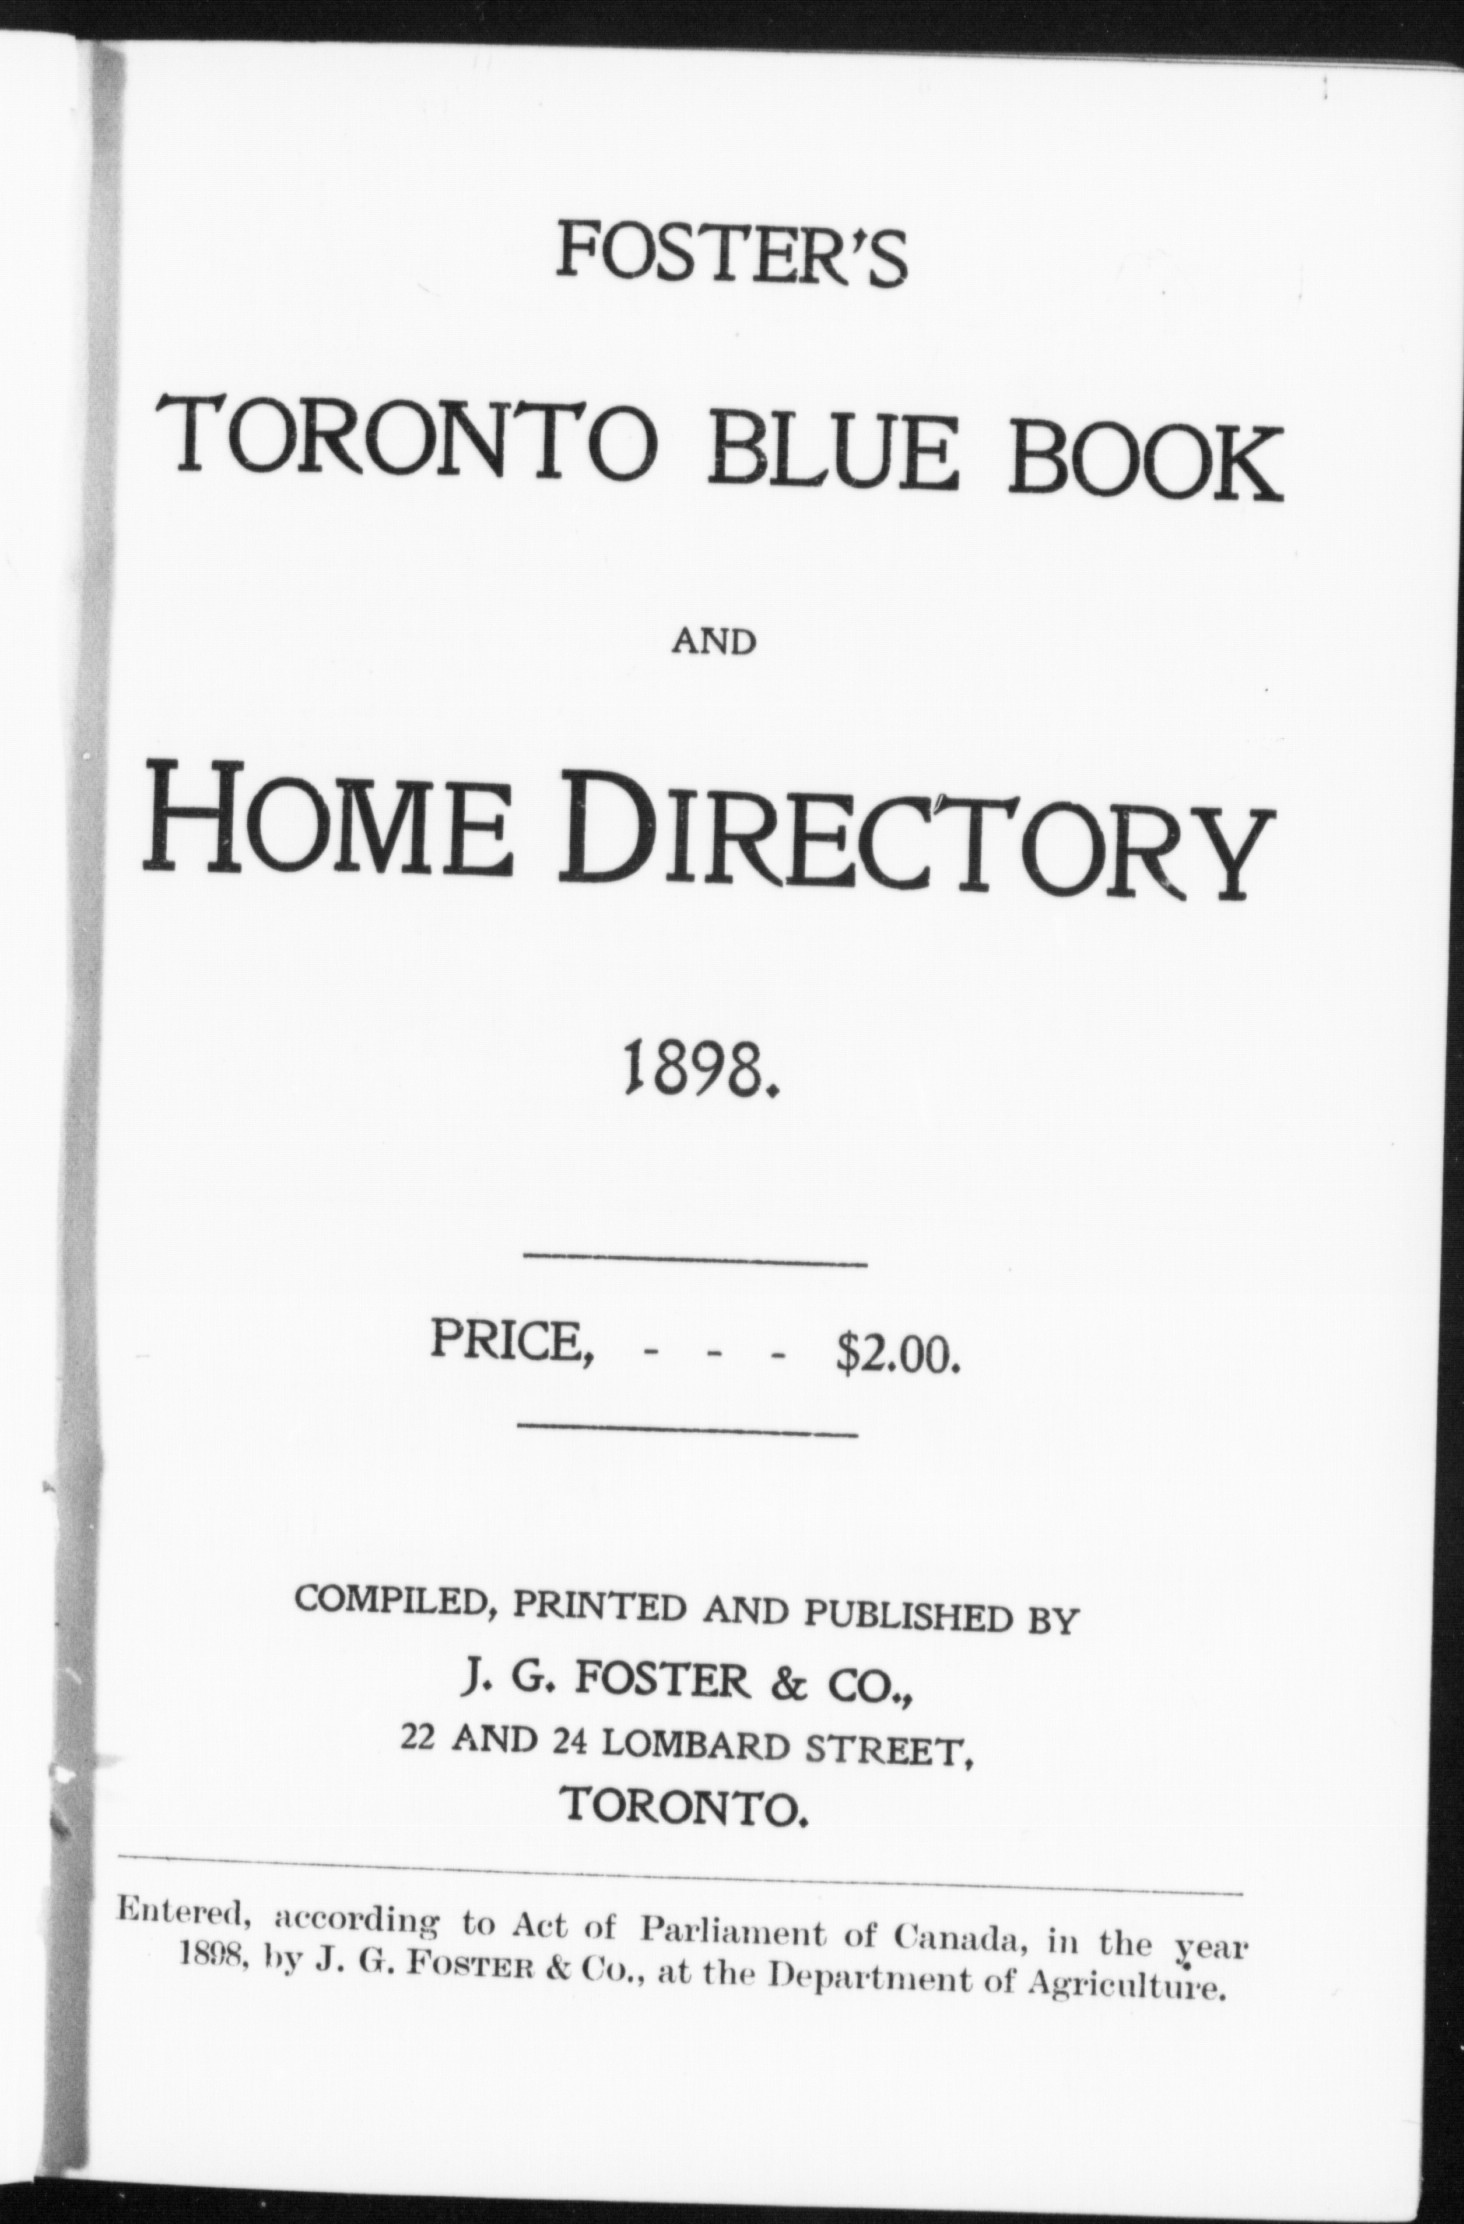 FOSTER'S
TORONTO BLUE BOOK
AND
HOME DIRECTORY
1898.
PRICE, - - - $2.00.
COMPILED, PRINTED AND PUBLISHED BY
J. G. FOSTER & CO.,
22 AND 24 LOMBARD STREET,
TORONTO.
Entered, according to Act of Parliament of Canada, in the year
1898, by J. G. FOSTER & Co., at the Department of Agriculture.